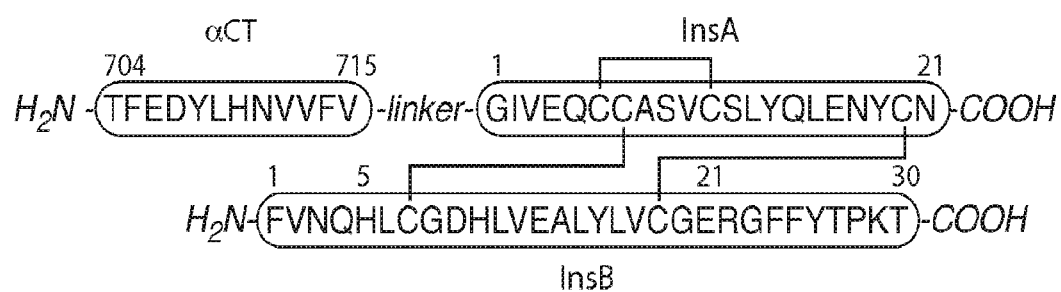 αCT InsA
704 715 1 21
H₂N -TFEDYLHNVVFV -linker- GIVEQCCASVCSLYQLENYCN -COOH
1 5 21 30
H₂N- FVNQHLCGDHLVEALYLVCGERGFFYTPKT -COOH
InsB